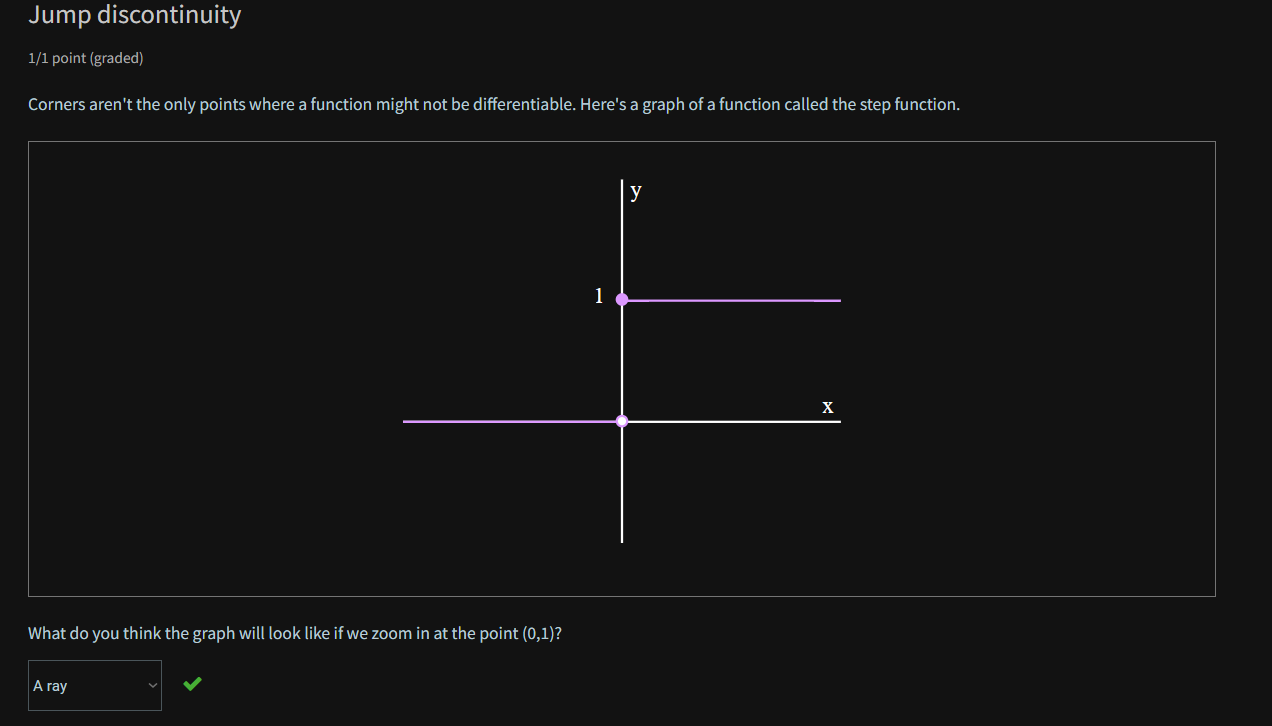 Jump discontinuity
1/1 point (graded)
Corners aren't the only points where a function might not be differentiable. Here's a graph of a function called the step function.
y
1
x
What do you think the graph will look like if we zoom in at the point (0,1)?
A ray